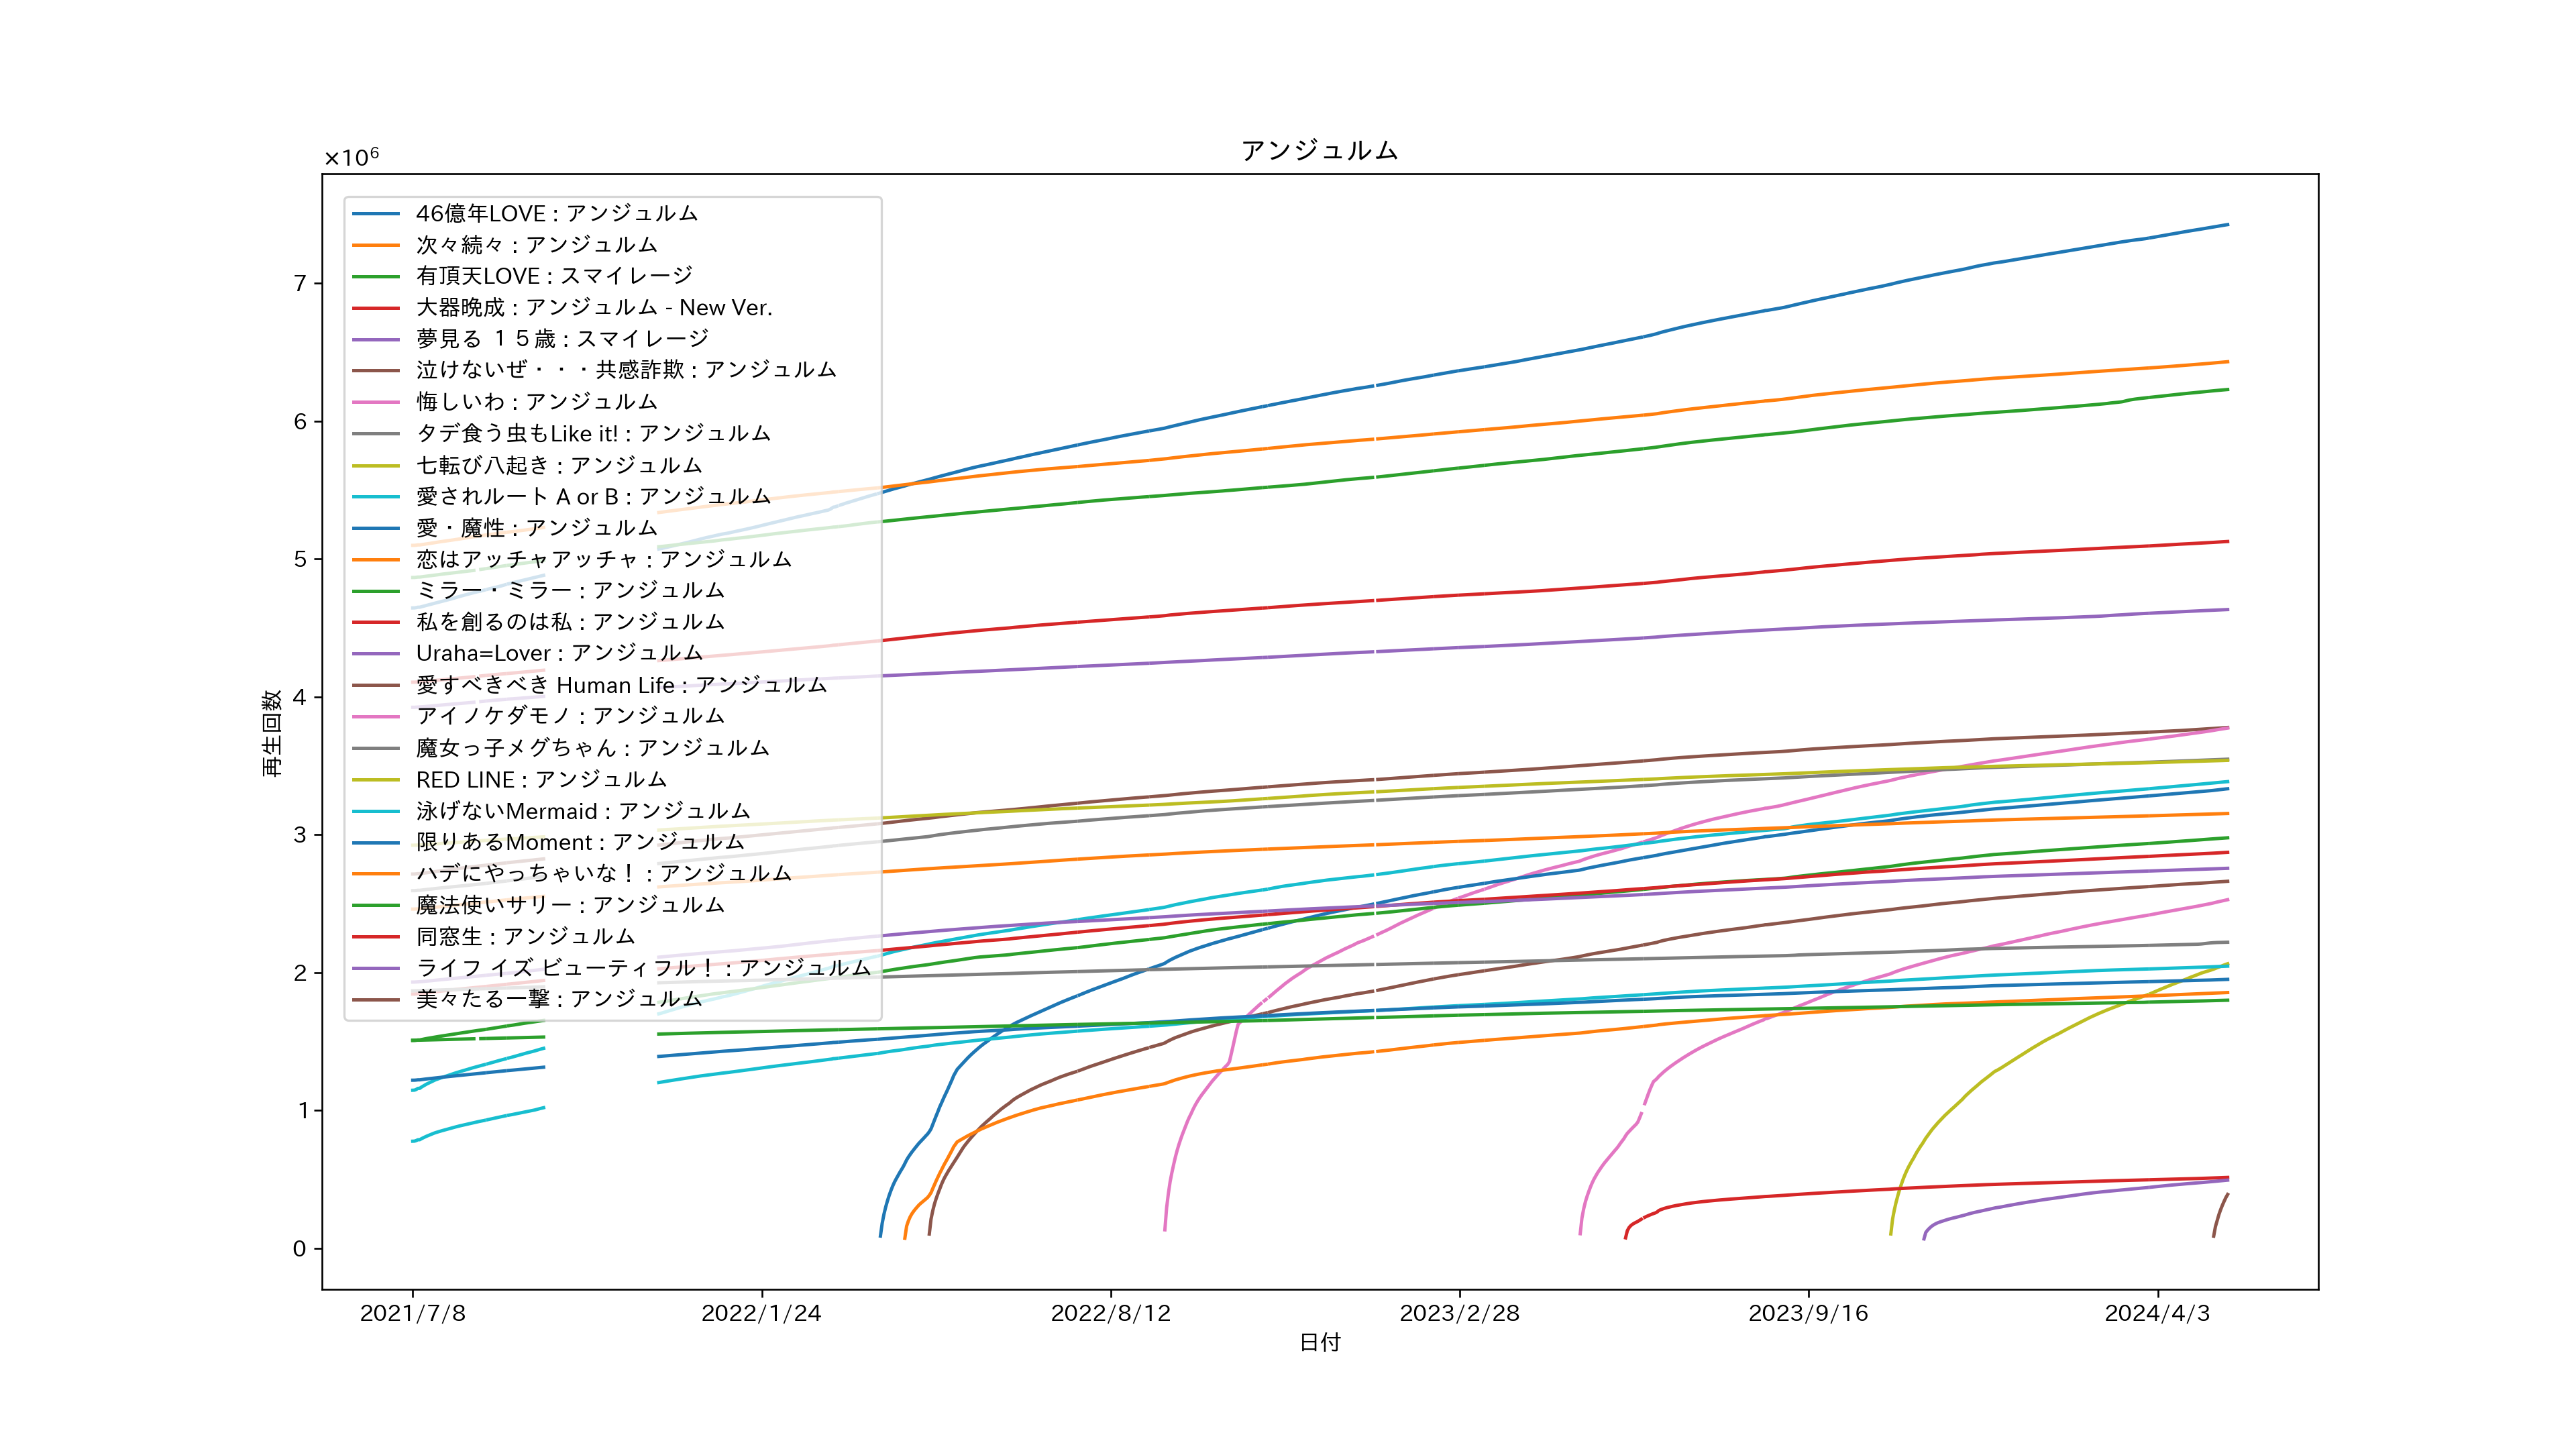 アンジュルム
×10⁶
46億年LOVE : アンジュルム
次々続々 : アンジュルム
有頂天LOVE : スマイレージ
大器晩成 : アンジュルム - New Ver.
夢見る １５歳 : スマイレージ
泣けないぜ・・・共感詐欺 : アンジュルム
悔しいわ : アンジュルム
タデ食う虫もLike it! : アンジュルム
七転び八起き : アンジュルム
愛されルート A or B : アンジュルム
愛・魔性 : アンジュルム
恋はアッチャアッチャ : アンジュルム
ミラー・ミラー : アンジュルム
私を創るのは私 : アンジュルム
Uraha=Lover : アンジュルム
愛すべきべき Human Life : アンジュルム
アイノケダモノ : アンジュルム
魔女っ子メグちゃん : アンジュルム
RED LINE : アンジュルム
泳げないMermaid : アンジュルム
限りあるMoment : アンジュルム
ハデにやっちゃいな！ : アンジュルム
魔法使いサリー : アンジュルム
同窓生 : アンジュルム
ライフ イズ ビューティフル！ : アンジュルム
美々たる一撃 : アンジュルム
7
6
5
4
3
2
1
0
再生回数
2021/7/8
2022/1/24
2022/8/12
2023/2/28
2023/9/16
2024/4/3
日付